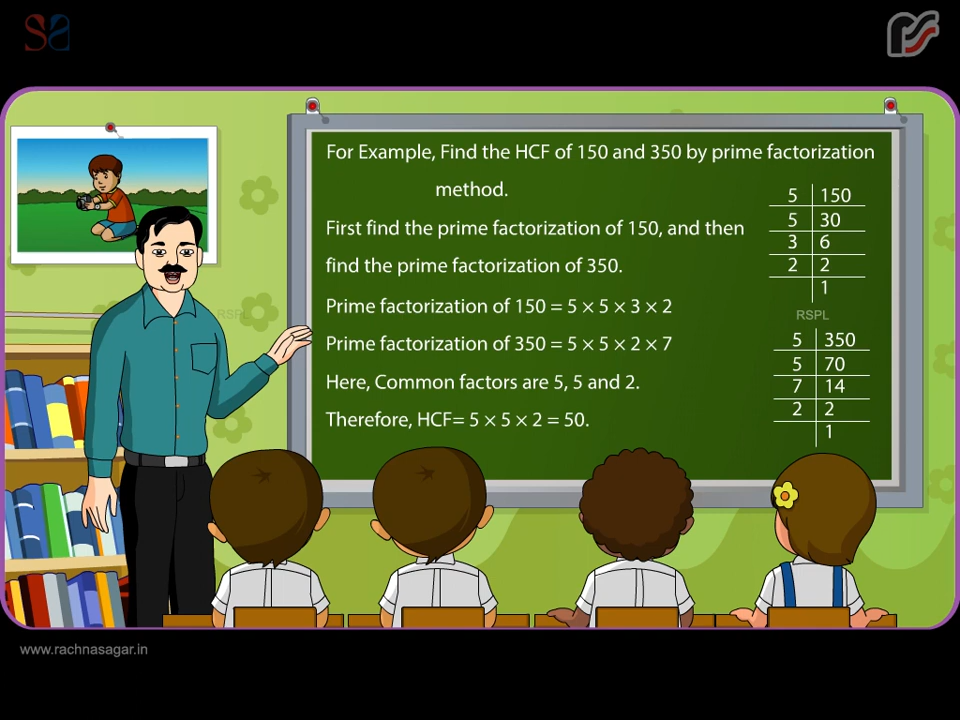 For Example, Find the HCF of 150 and 350 by prime factorization
method.
First find the prime factorization of 150, and then
find the prime factorization of 350.
Prime factorization of 150 = 5 × 5 × 3 × 2
Prime factorization of 350 = 5 × 5 × 2 × 7
Here, Common factors are 5, 5 and 2.
Therefore, HCF= 5 × 5 × 2 = 50.
5 150
5 30
3 6
2 2
1
RSPL
5 350
5 70
7 14
2 2
1
RSPL
www.rachnasagar.in